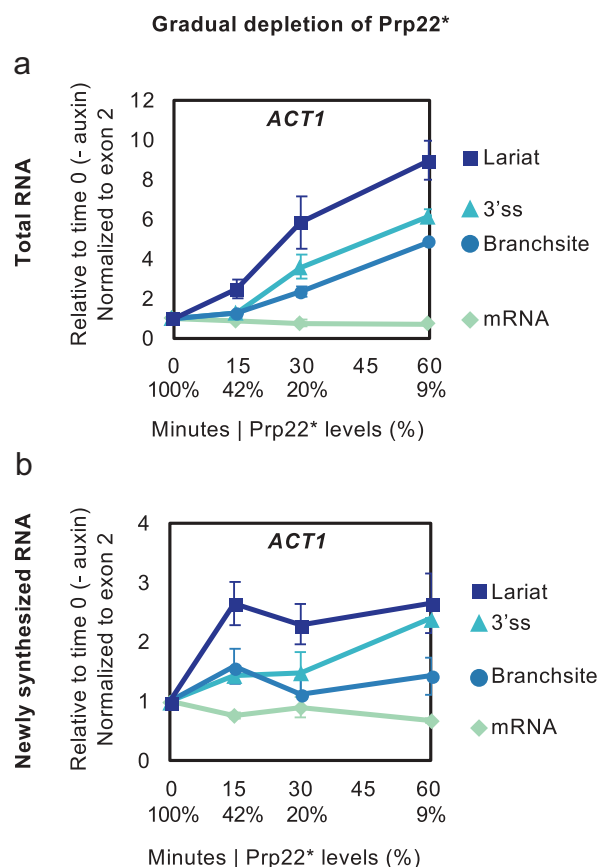 Gradual depletion of Prp22*
a
Total RNA
Relative to time 0 (- auxin)
Normalized to exon 2
ACT1
12
10
8
6
4
2
0
Lariat
3'ss
Branchsite
mRNA
0 15 30 45 60
100% 42% 20% 9%
Minutes | Prp22* levels (%)
b
Newly synthesized RNA
Relative to time 0 (- auxin)
Normalized to exon 2
ACT1
4
3
2
1
0
Lariat
3'ss
Branchsite
mRNA
0 15 30 45 60
100% 42% 20% 9%
Minutes | Prp22* levels (%)